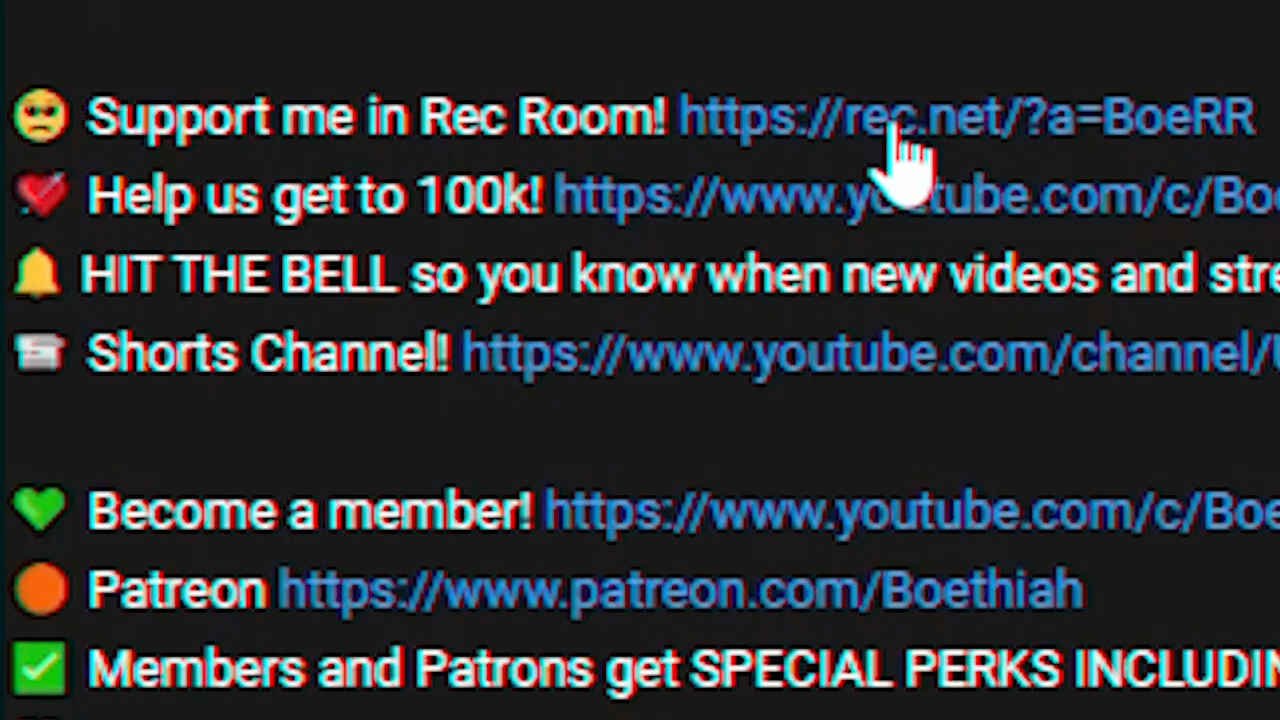 Support me in Rec Room! https://rec.net/?a=BoeRR
Help us get to 100k! https://www.youtube.com/c/Boe
HIT THE BELL so you know when new videos and stre
Shorts Channel! https://www.youtube.com/channel/U
Become a member! https://www.youtube.com/c/Boe
Patreon https://www.patreon.com/Boethiah
Members and Patrons get SPECIAL PERKS INCLUDIN